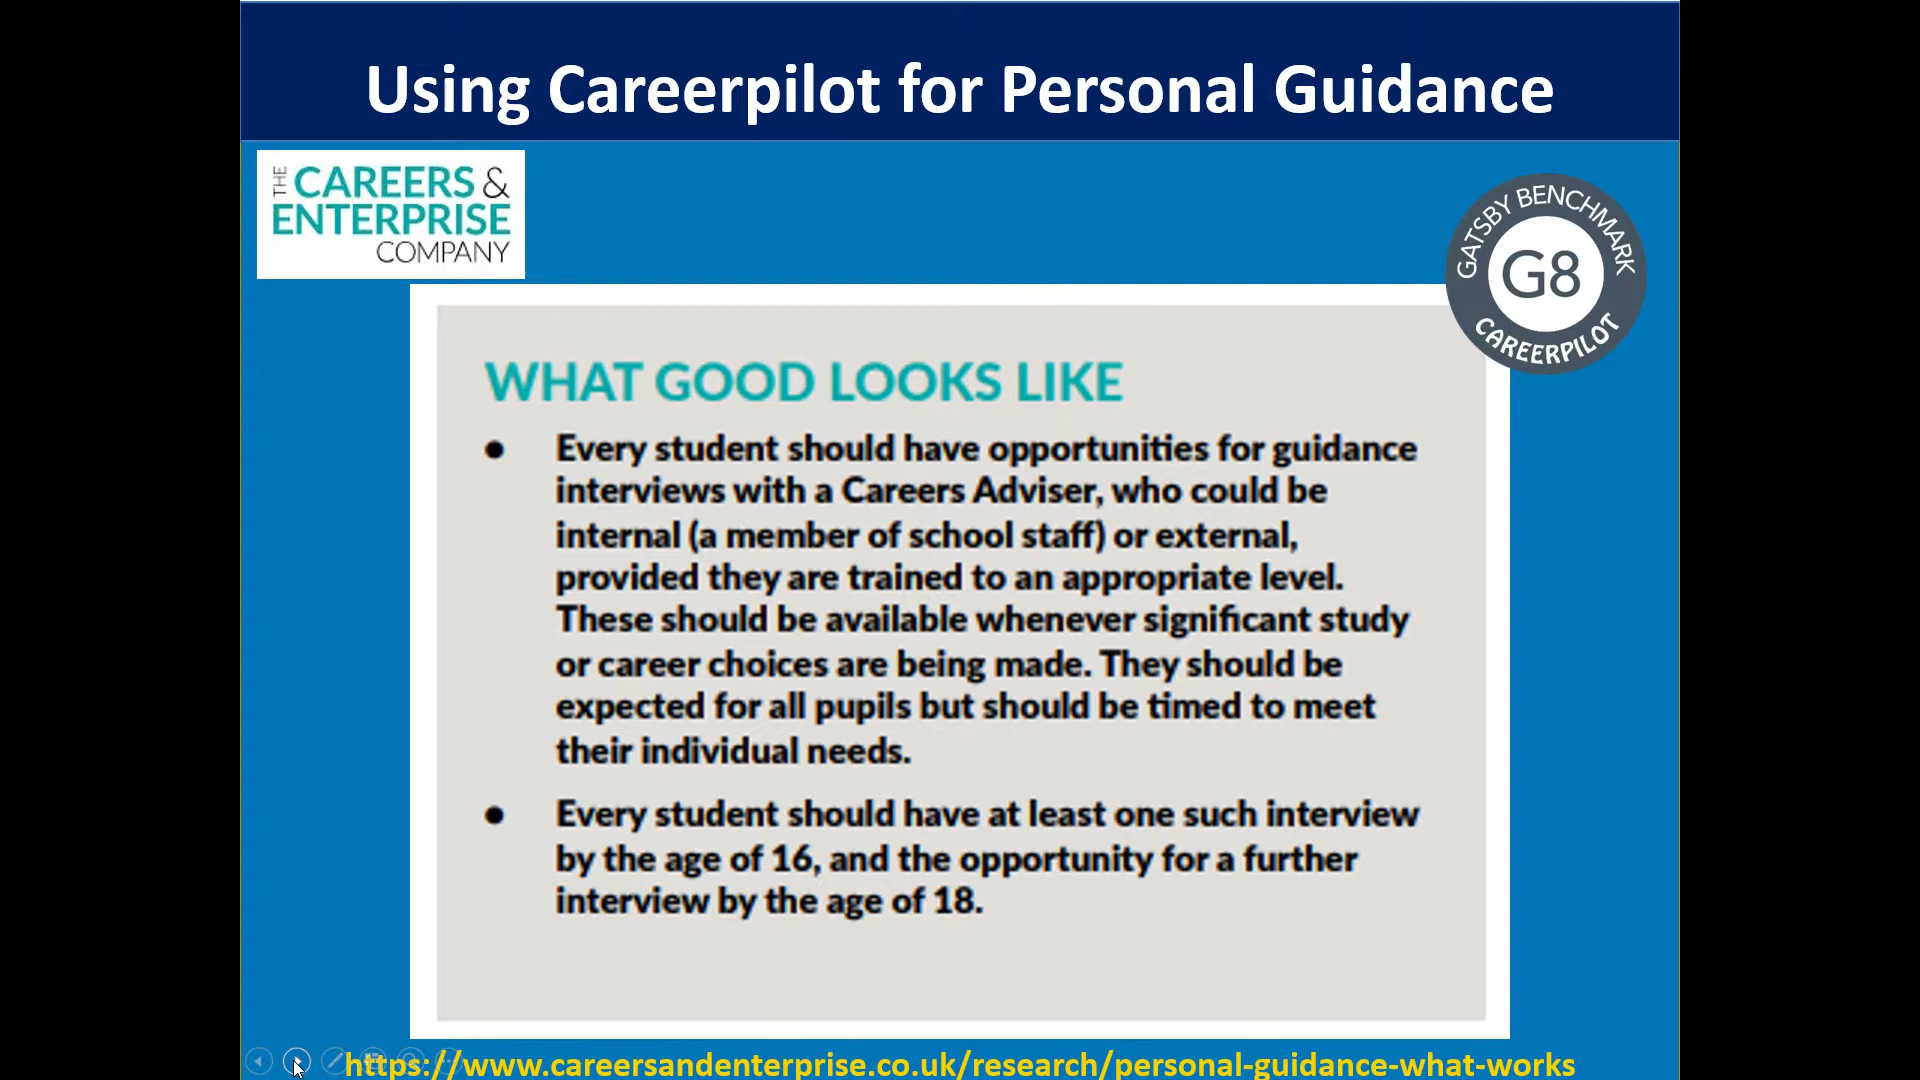 Using Careerpilot for Personal Guidance
THE CAREERS &
ENTERPRISE
COMPANY
GATSBY BENCHMARK
G8
CAREERPILOT
WHAT GOOD LOOKS LIKE
• Every student should have opportunities for guidance
interviews with a Careers Adviser, who could be
internal (a member of school staff) or external,
provided they are trained to an appropriate level.
These should be available whenever significant study
or career choices are being made. They should be
expected for all pupils but should be timed to meet
their individual needs.
• Every student should have at least one such interview
by the age of 16, and the opportunity for a further
interview by the age of 18.
https://www.careersandenterprise.co.uk/research/personal-guidance-what-works